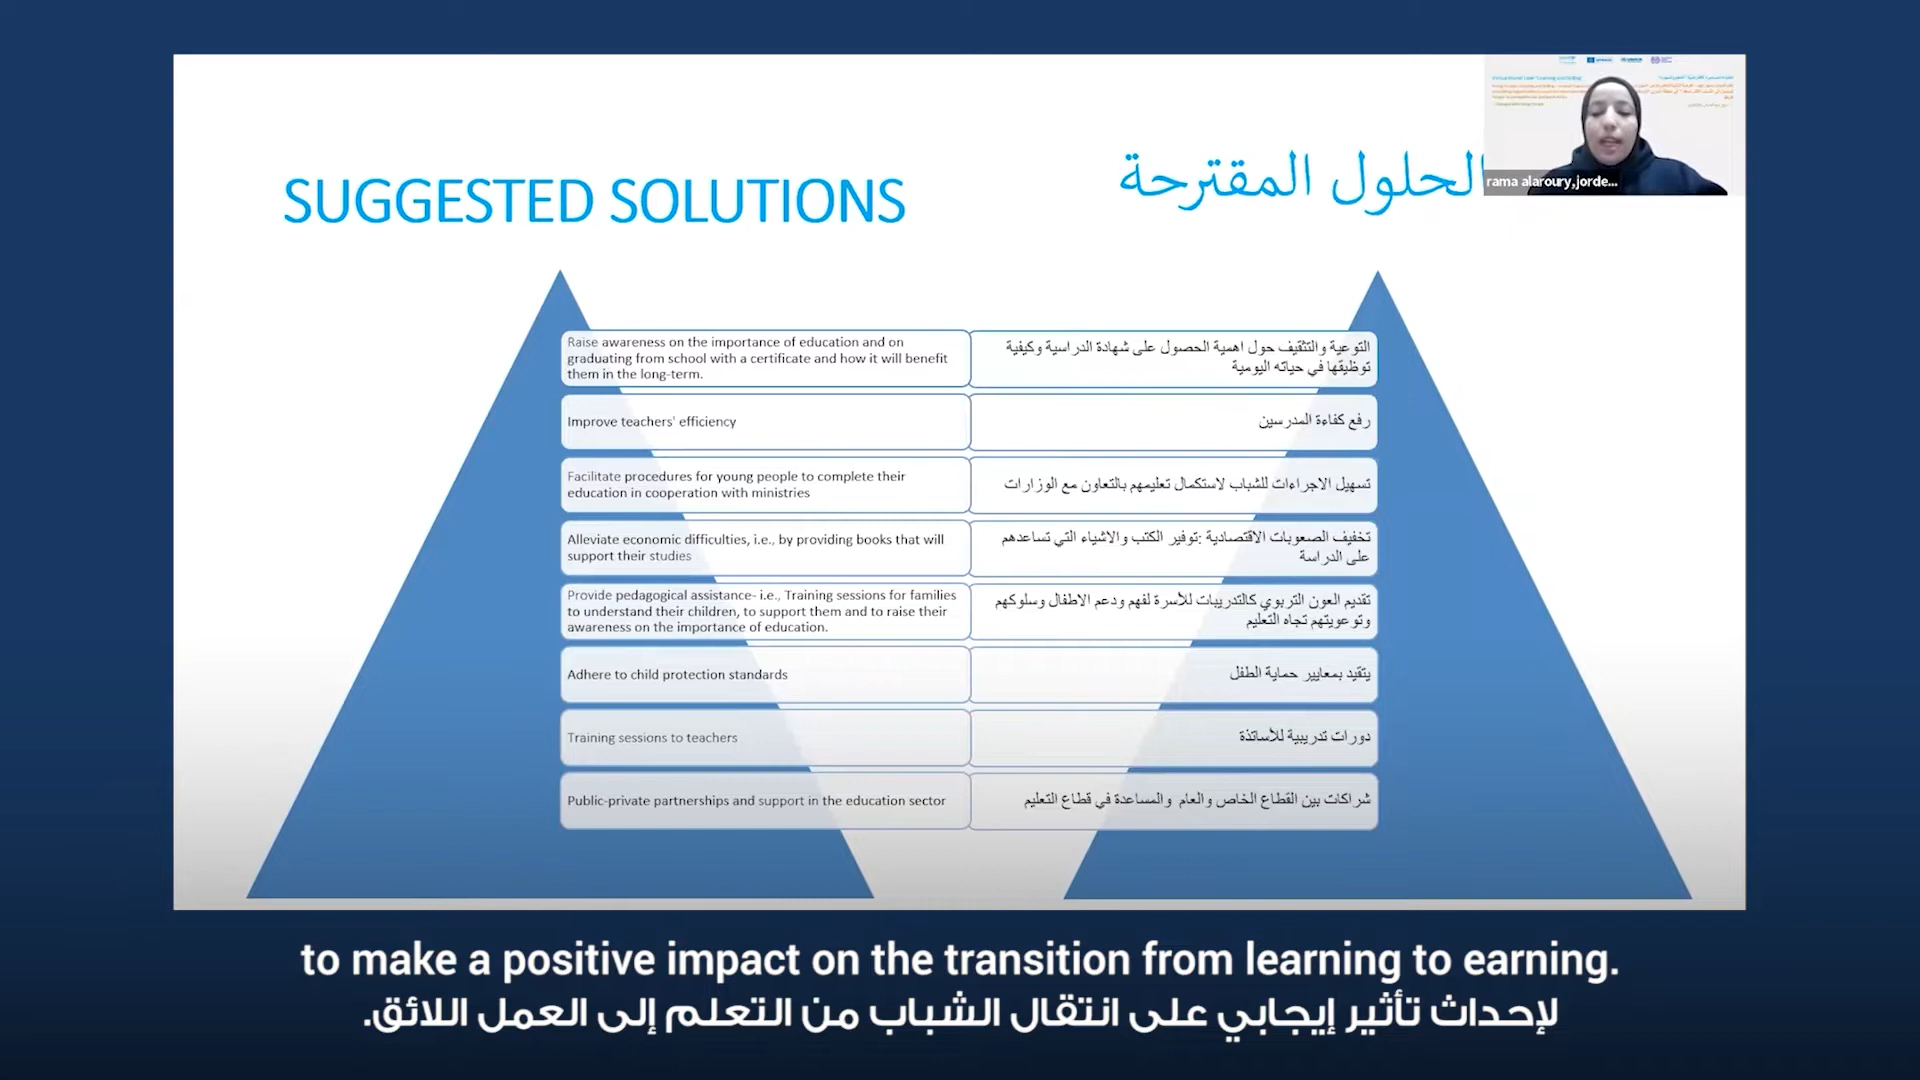 SUGGESTED SOLUTIONS
الحلول المقترحة
rama alaroury,jorde...
Raise awareness on the importance of education and on
graduating from school with a certificate and how it will benefit
them in the long-term.
التوعية والتثقيف حول اهمية الحصول على شهادة الدراسية وكيفية
توظيقها في حياته اليومية
Improve teachers' efficiency
رفع كفاءة المدرسين
Facilitate procedures for young people to complete their
education in cooperation with ministries
تسهيل الاجراءات للشباب لاستكمال تعليمهم بالتعاون مع الوزارات
Alleviate economic difficulties, i.e., by providing books that will
support their studies
تخفيف الصعوبات الاقتصادية :توفير الكتب والاشياء التي تساعدهم
على الدراسة
Provide pedagogical assistance- i.e., Training sessions for families
to understand their children, to support them and to raise their
awareness on the importance of education.
تقديم العون التربوي كالتدريبات للأسرة لفهم ودعم الاطفال وسلوكهم
وتوعويتهم تجاه التعليم
Adhere to child protection standards
يتقيد بمعايير حماية الطفل
Training sessions to teachers
دورات تدريبية للأساتذة
Public-private partnerships and support in the education sector
شراكات بين القطاع الخاص والعام والمساعدة في قطاع التعليم
to make a positive impact on the transition from learning to earning.
لإحداث تأثير إيجابي على انتقال الشباب من التعلم إلى العمل اللائق.